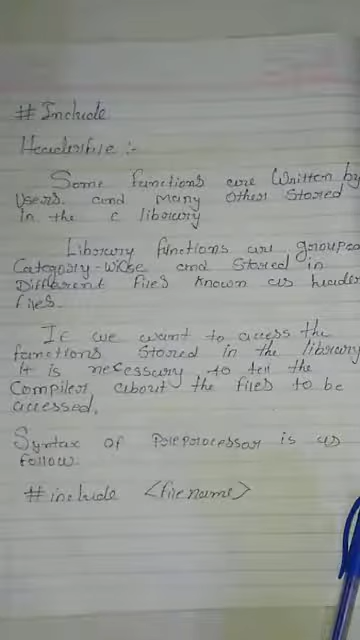 # Include
Headerfile :-
Some functions are Written by
Users. and many other Stored
in the c library
Library functions are grouped
Category-wise and Stored in
Different files known as header
files.
If we want to access the
functions Stored in the library
it is necessary to tell the
Compiler about the files to be
accessed.
Syntax of Preprocessor is as
follow.
#include <filename>